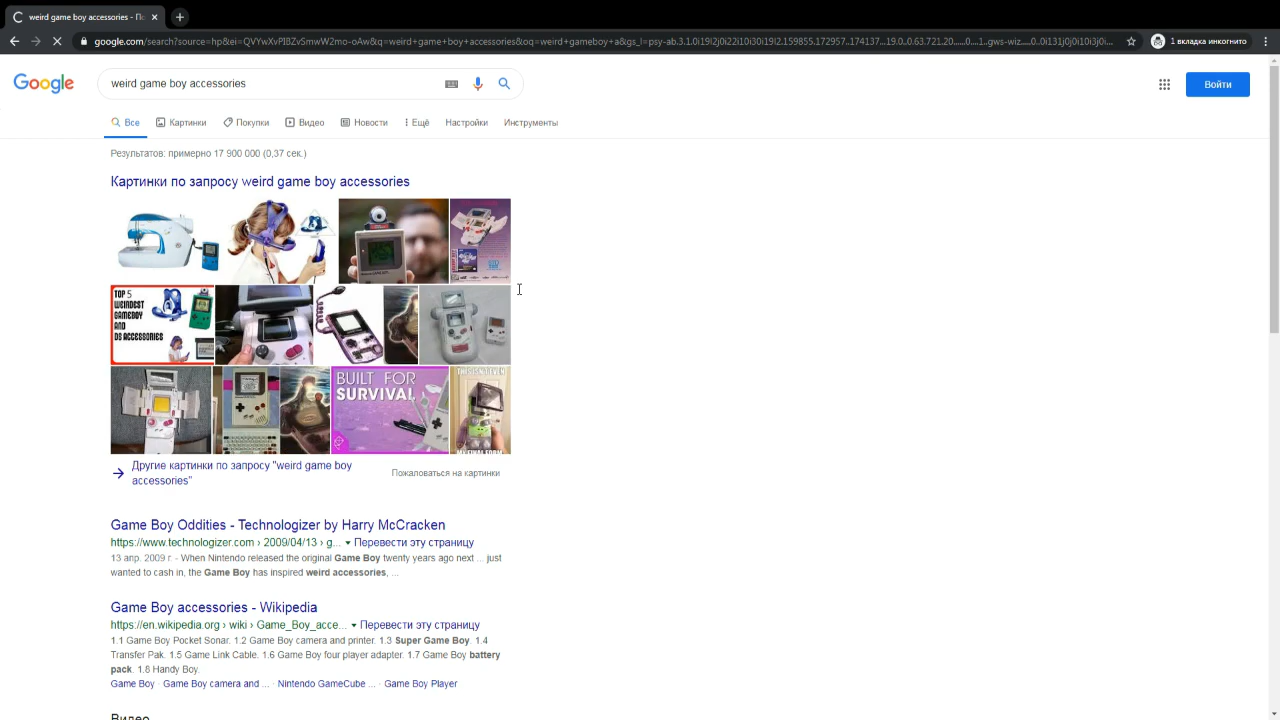 weird game boy accessories - По
google.com/search?source=hp&ei=QVYwXvPIBZvSmwW2mo-oAw&q=weird+game+boy+accessories&oq=weird+gameboy+a&gs_l=psy-ab.3.1.0i19l2j0i22i10i30i19l2.159855.172957..174137...19.0..0.63.721.20......0....1..gws-wiz.....0..0i131j0j0i10i3j0i...
1 вкладка инкогнито
Google
weird game boy accessories
Войти
Все
Картинки
Покупки
Видео
Новости
Ещё
Настройки
Инструменты
Результатов: примерно 17 900 000 (0,37 сек.)
Картинки по запросу weird game boy accessories
TOP 5
WEIRDEST
GAMEBOY
AND
DS ACCESSORIES
BUILT FOR
SURVIVAL
Другие картинки по запросу "weird game boy
accessories"
Пожаловаться на картинки
Game Boy Oddities - Technologizer by Harry McCracken
https://www.technologizer.com › 2009/04/13 › g... ▾ Перевести эту страницу
13 апр. 2009 г. - When Nintendo released the original Game Boy twenty years ago next ... just
wanted to cash in, the Game Boy has inspired weird accessories, ...
Game Boy accessories - Wikipedia
https://en.wikipedia.org › wiki › Game_Boy_acce... ▾ Перевести эту страницу
1.1 Game Boy Pocket Sonar. 1.2 Game Boy camera and printer. 1.3 Super Game Boy. 1.4
Transfer Pak. 1.5 Game Link Cable. 1.6 Game Boy four player adapter. 1.7 Game Boy battery
pack. 1.8 Handy Boy.
Game Boy · Game Boy camera and ... · Nintendo GameCube ... · Game Boy Player
Видео